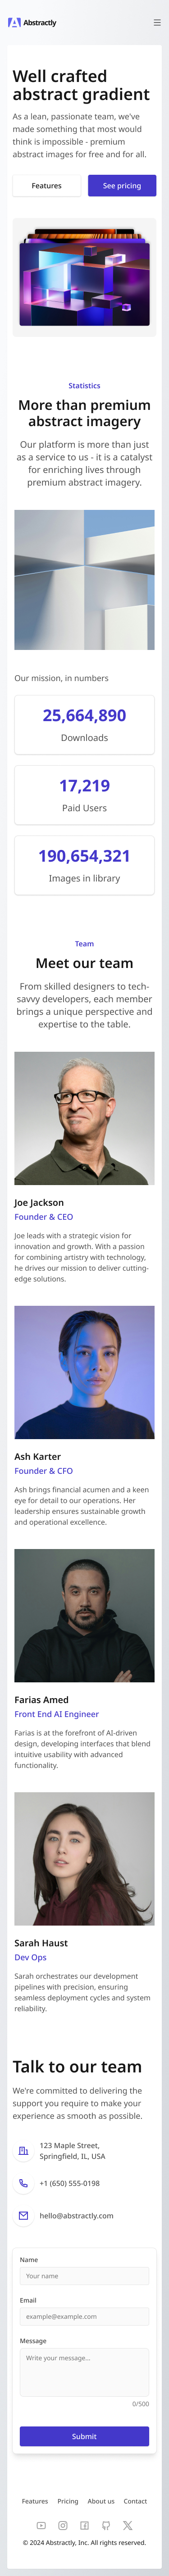 Abstractly
Well crafted
abstract gradient
As a lean, passionate team, we've
made something that most would
think is impossible - premium
abstract images for free and for all.
Features
See pricing
Statistics
More than premium
abstract imagery
Our platform is more than just
as a service to us - it is a catalyst
for enriching lives through
premium abstract imagery.
Our mission, in numbers
25,664,890
Downloads
17,219
Paid Users
190,654,321
Images in library
Team
Meet our team
From skilled designers to tech-
savvy developers, each member
brings a unique perspective and
expertise to the table.
Joe Jackson
Founder & CEO
Joe leads with a strategic vision for
innovation and growth. With a passion
for combining artistry with technology,
he drives our mission to deliver cutting-
edge solutions.
Ash Karter
Founder & CFO
Ash brings financial acumen and a keen
eye for detail to our operations. Her
leadership ensures sustainable growth
and operational excellence.
Farias Amed
Front End AI Engineer
Farias is at the forefront of AI-driven
design, developing interfaces that blend
intuitive usability with advanced
functionality.
Sarah Haust
Dev Ops
Sarah orchestrates our development
pipelines with precision, ensuring
seamless deployment cycles and system
reliability.
Talk to our team
We're committed to delivering the
support you require to make your
experience as smooth as possible.
123 Maple Street,
Springfield, IL, USA
+1 (650) 555-0198
hello@abstractly.com
Name
Your name
Email
example@example.com
Message
Write your message...
0/500
Submit
Features Pricing About us Contact
© 2024 Abstractly, Inc. All rights reserved.